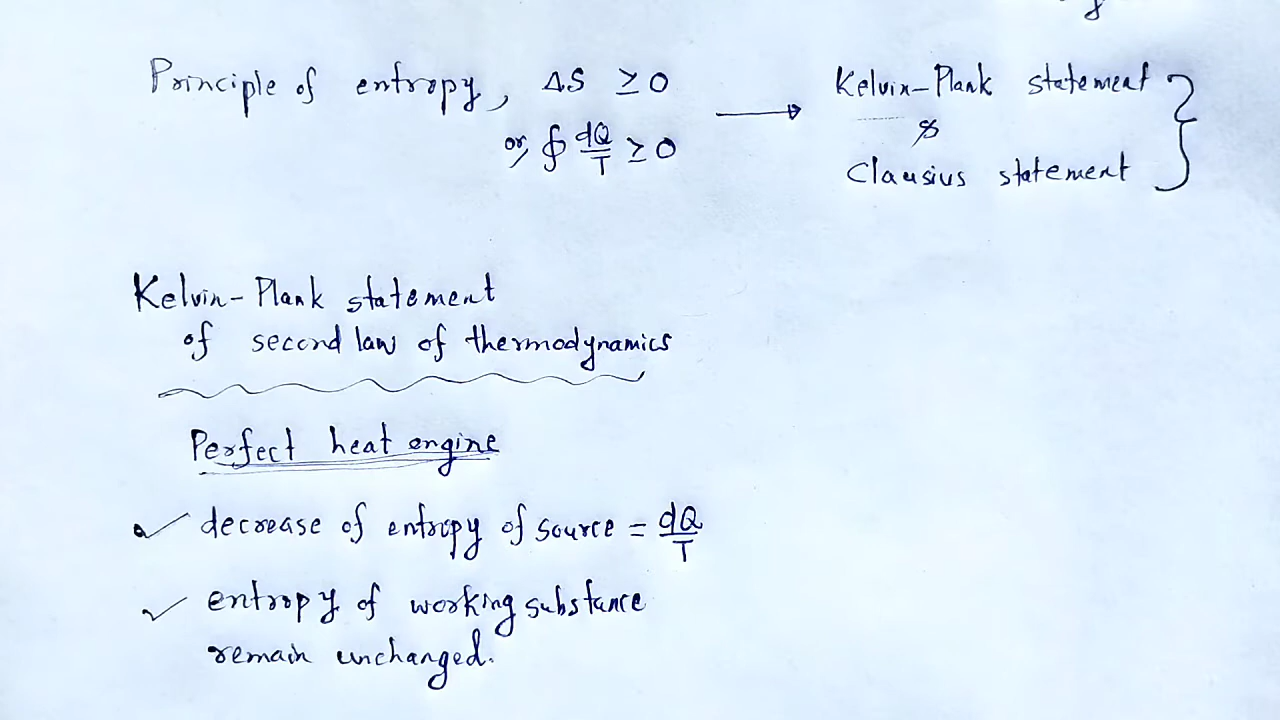 Principle of entropy, ΔS ≥ 0
or, ∮ dQ/T ≥ 0
→ Kelvin-Plank statement
&
Clausius statement }
Kelvin-Plank statement
of second law of thermodynamics
Perfect heat engine
✓ decrease of entropy of source = dQ/T
✓ entropy of working substance
remain unchanged.